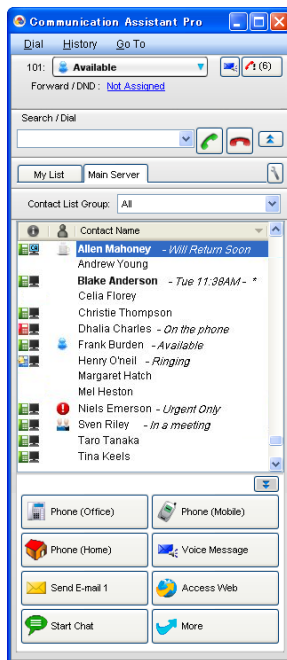 Communication Assistant Pro
Dial History Go To
101: Available (6)
Forward / DND : Not Assigned
Search / Dial
My List Main Server
Contact List Group: All
Contact Name
Allen Mahoney - Will Return Soon
Andrew Young
Blake Anderson - Tue 11:30AM - *
Celia Florey
Christie Thompson
Dhalia Charles - On the phone
Frank Burden - Available
Henry O'neil - Ringing
Margaret Hatch
Mel Heston
Niels Emerson - Urgent Only
Sven Riley - In a meeting
Taro Tanaka
Tina Keels
Phone (Office) Phone (Mobile)
Phone (Home) Voice Message
Send E-mail 1 Access Web
Start Chat More